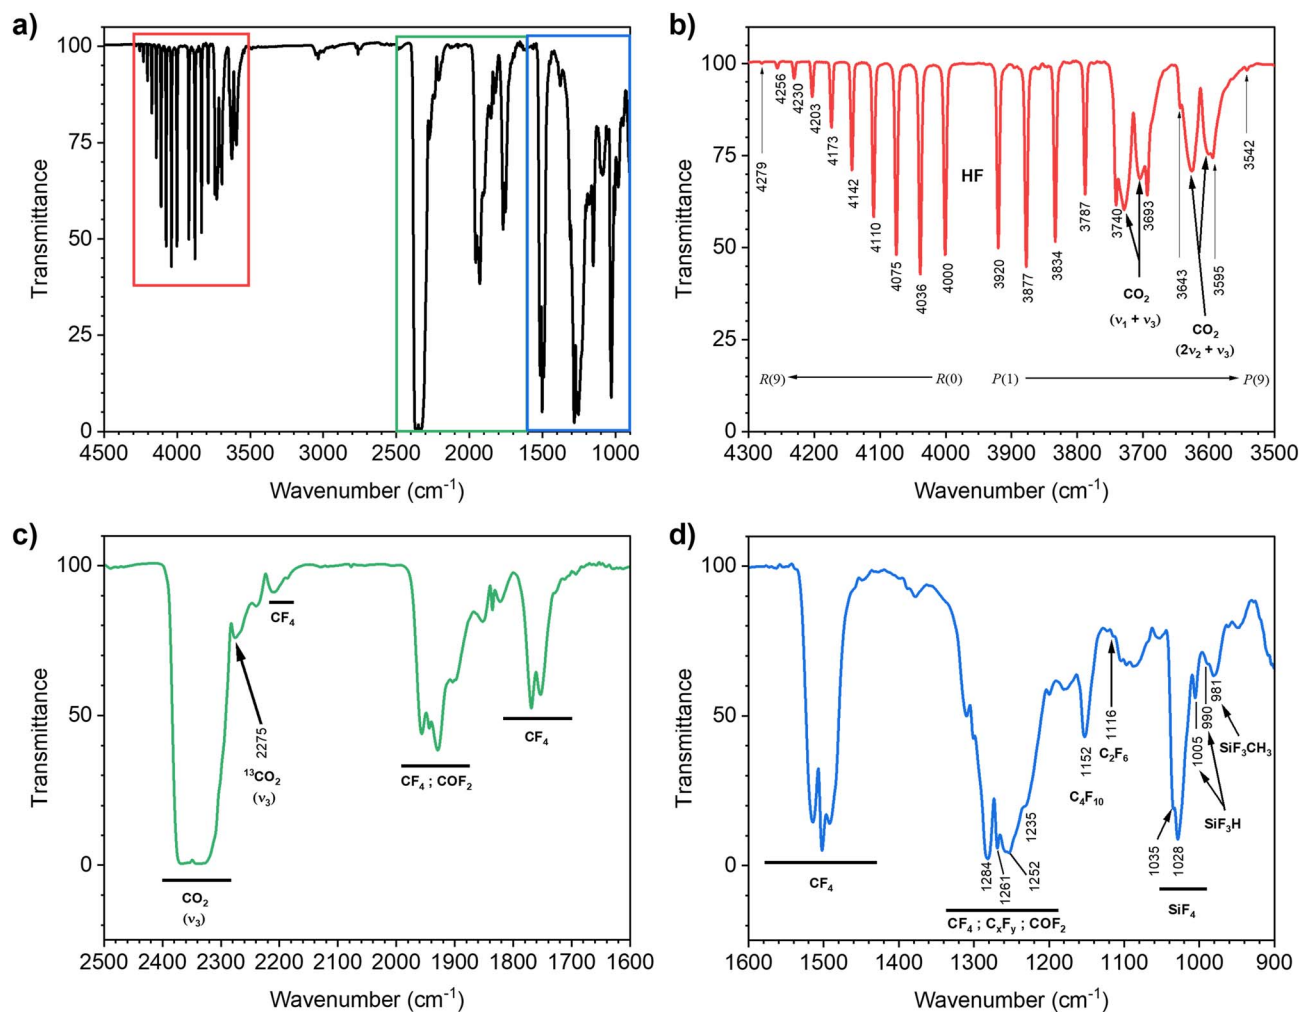 a)
100
75
50
25
0
Transmittance
4500 4000 3500 3000 2500 2000 1500 1000
Wavenumber (cm⁻¹)
b)
100
75
50
25
0
Transmittance
4279
4256
4230
4203
4173
4142
4110
4075
4036
4000
HF
3920
3877
3834
3787
3740
3693
3643
3595
3542
CO₂
(ν₁ + ν₃)
CO₂
(2ν₂ + ν₃)
R(9)
R(0)
P(1)
P(9)
4300 4200 4100 4000 3900 3800 3700 3600 3500
Wavenumber (cm⁻¹)
c)
100
50
0
Transmittance
CF₄
2275
¹³CO₂
(ν₃)
CO₂
(ν₃)
CF₄ ; COF₂
CF₄
2500 2400 2300 2200 2100 2000 1900 1800 1700 1600
Wavenumber (cm⁻¹)
d)
100
50
0
Transmittance
CF₄
1284
1261
1252
1235
CF₄ ; CₓFᵧ ; COF₂
1152
C₄F₁₀
1116
C₂F₆
1035
1028
SiF₄
1005
990
981
SiF₃CH₃
SiF₃H
1600 1500 1400 1300 1200 1100 1000 900
Wavenumber (cm⁻¹)